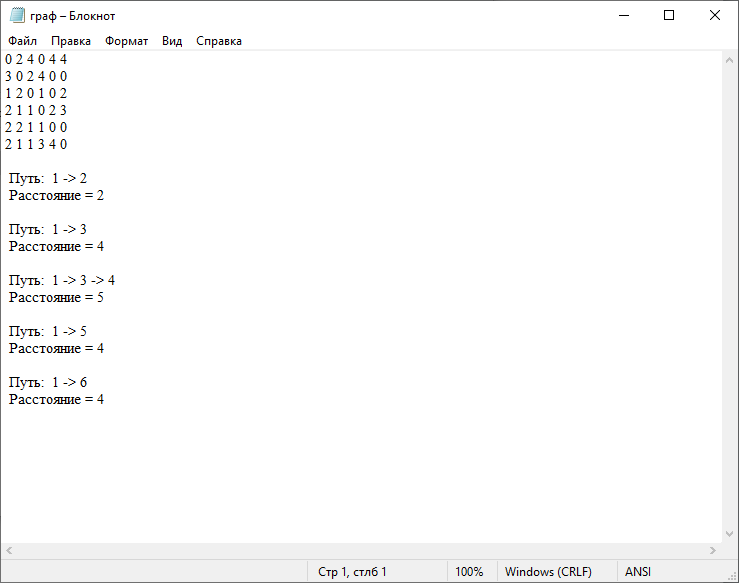 граф – Блокнот
Файл Правка Формат Вид Справка
0 2 4 0 4 4
3 0 2 4 0 0
1 2 0 1 0 2
2 1 1 0 2 3
2 2 1 1 0 0
2 1 1 3 4 0
Путь: 1 -> 2
Расстояние = 2
Путь: 1 -> 3
Расстояние = 4
Путь: 1 -> 3 -> 4
Расстояние = 5
Путь: 1 -> 5
Расстояние = 4
Путь: 1 -> 6
Расстояние = 4
Стр 1, стлб 1 100% Windows (CRLF) ANSI